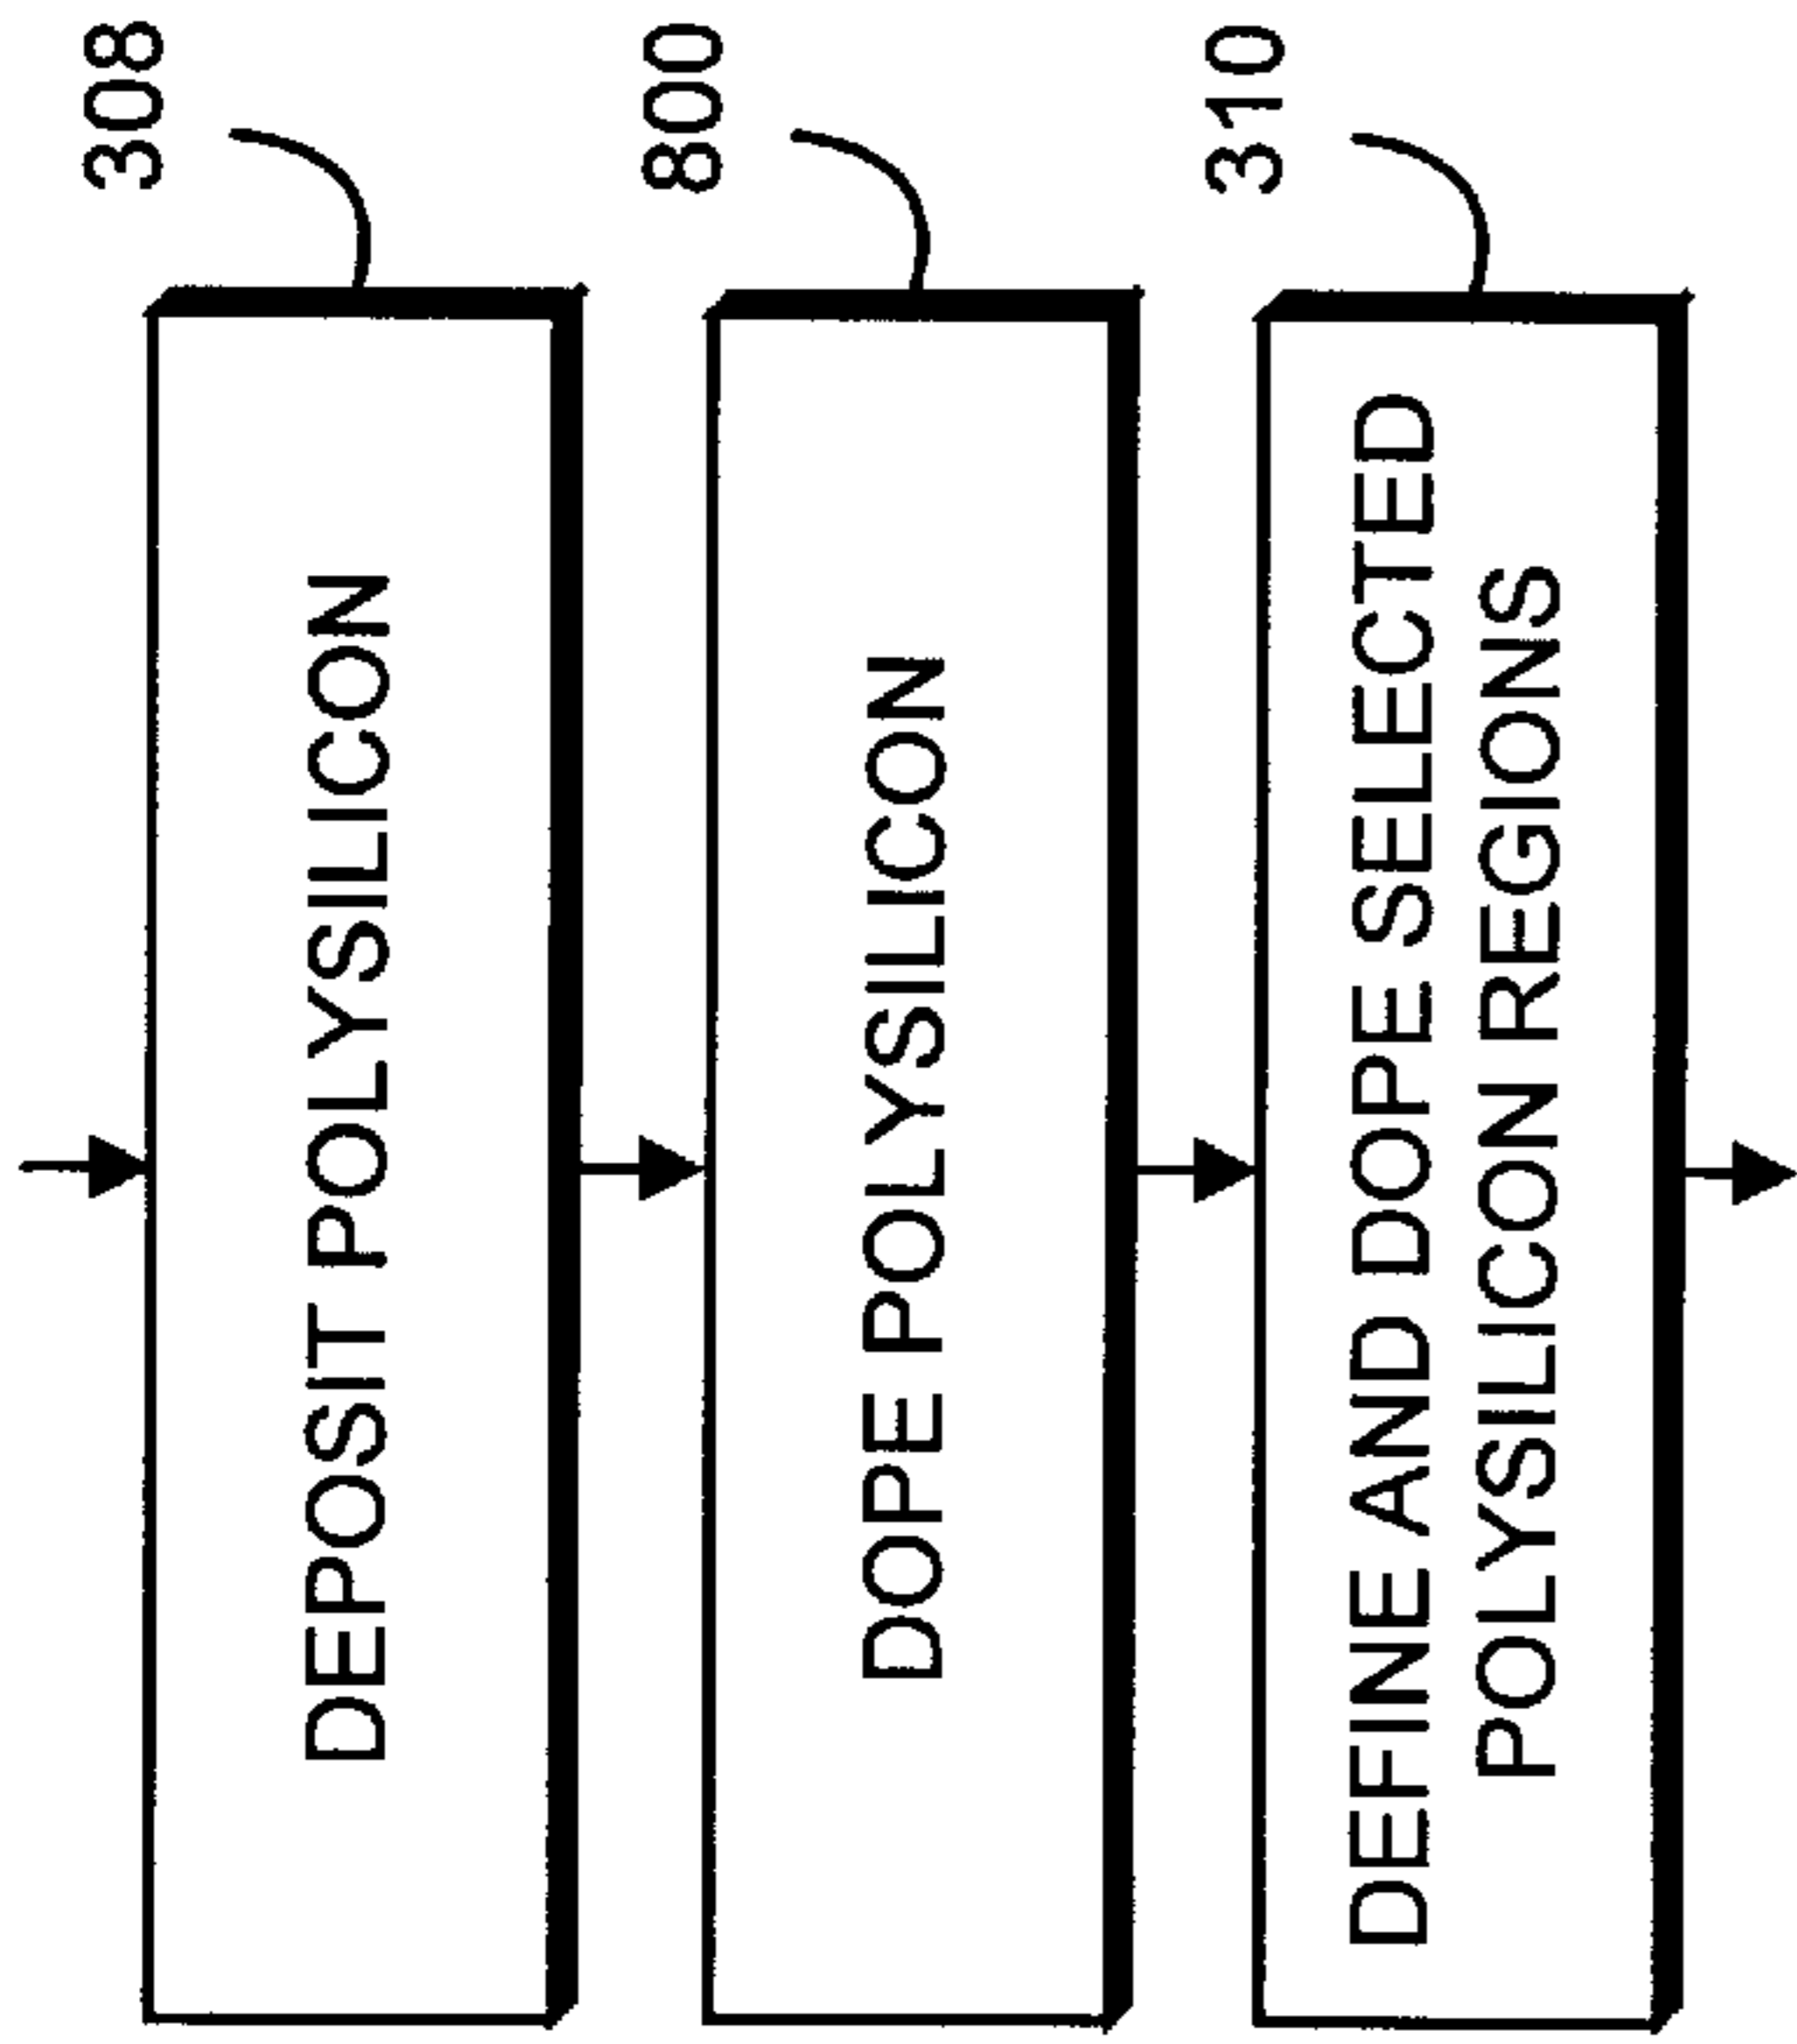 308
DEPOSIT POLYSILICON
800
DOPE POLYSILICON
310
DEFINE AND DOPE SELECTED
POLYSILICON REGIONS